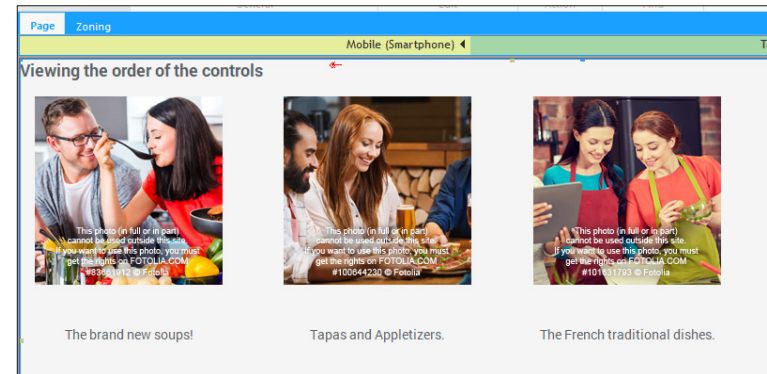 Page Zoning
Mobile (Smartphone)
Viewing the order of the controls
This photo (in full or in part)
cannot be used outside this site.
If you want to use this photo, you must
get the rights on FOTOLIA.COM
#83661912 © Fotolia
This photo (in full or in part)
cannot be used outside this site.
If you want to use this photo, you must
get the rights on FOTOLIA.COM
#100644230 © Fotolia
This photo (in full or in part)
cannot be used outside this site.
If you want to use this photo, you must
get the rights on FOTOLIA.COM
#101631793 © Fotolia
The brand new soups!
Tapas and Appletizers.
The French traditional dishes.